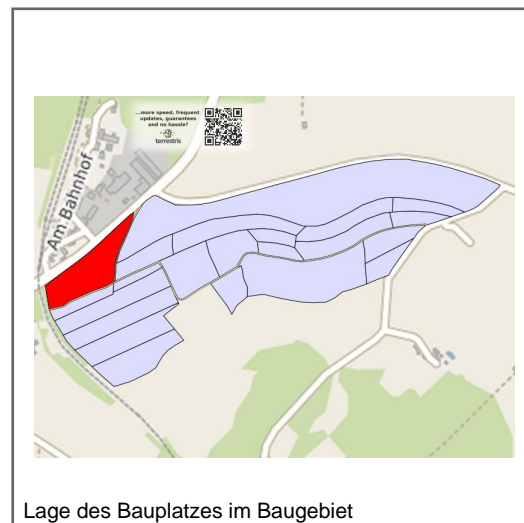 ...more speed, frequent
updates, guarantees
and no hassle?
terrestris
Am Bahnhof
Lage des Bauplatzes im Baugebiet